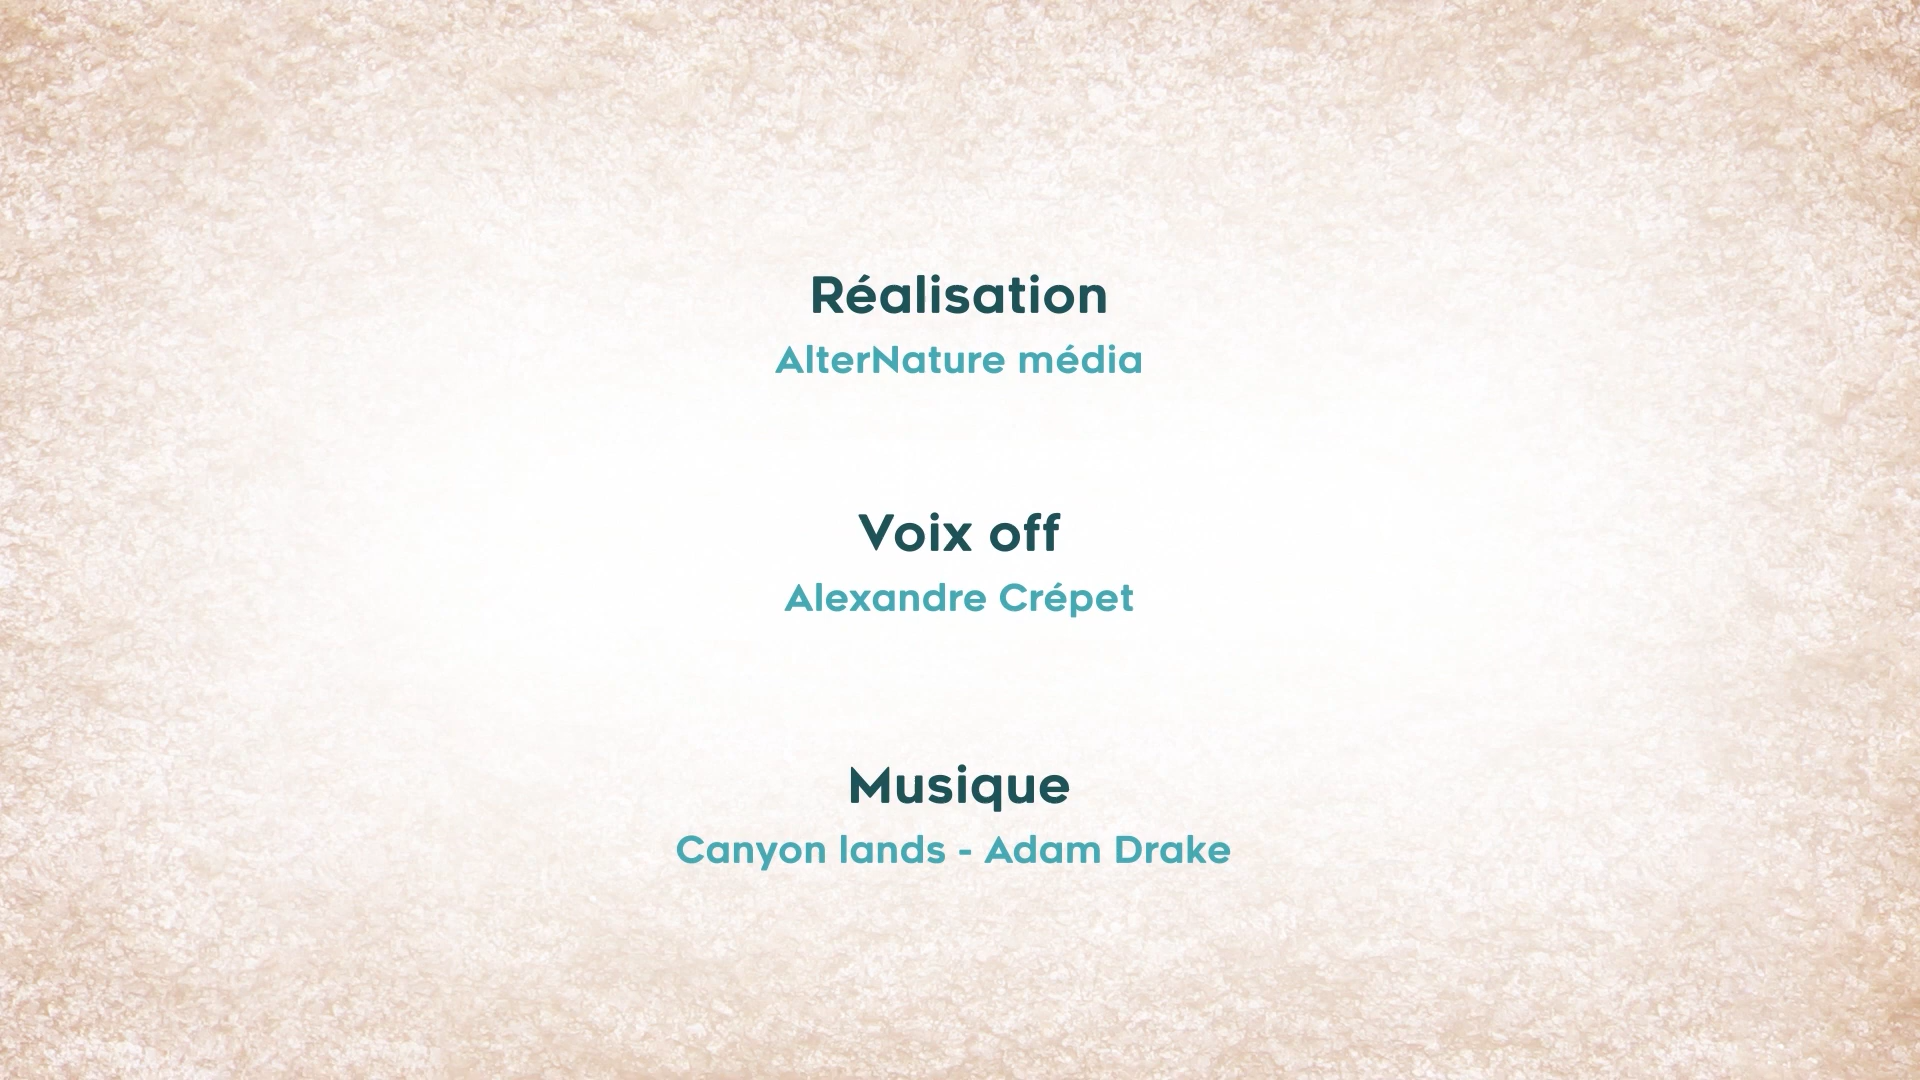 Réalisation
AlterNature média
Voix off
Alexandre Crépet
Musique
Canyon lands - Adam Drake